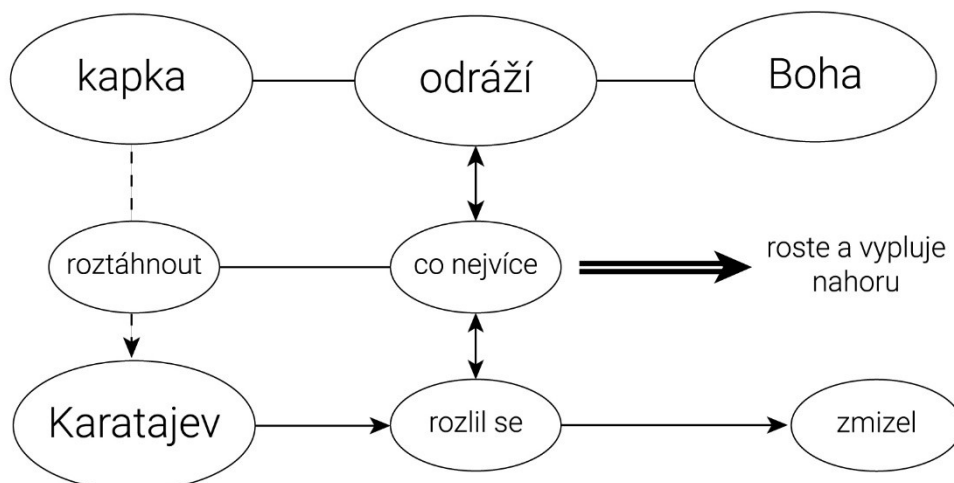 kapka
odráží
Boha
roztáhnout
co nejvíce
roste a vypluje
nahoru
Karatajev
rozlil se
zmizel